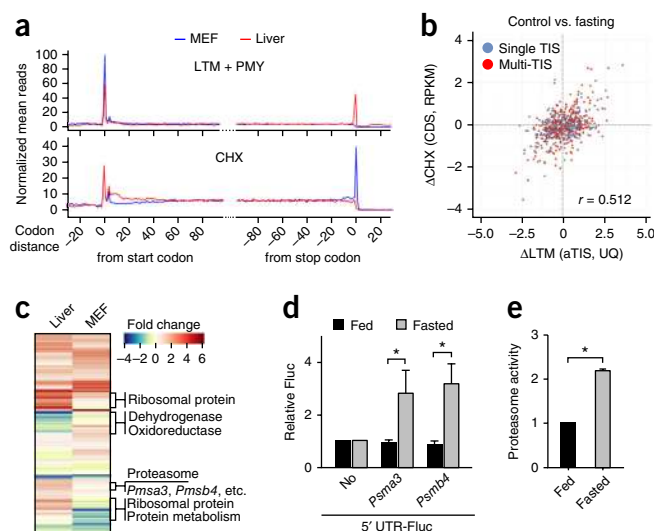 a
MEF
Liver
LTM + PMY
Normalized mean reads
100
80
60
40
20
0
CHX
40
30
20
10
0
Codon distance
–20 0 20 40 60 80
–80 –60 –40 –20 0 20
from start codon
from stop codon
b
Control vs. fasting
Single TIS
Multi-TIS
ΔCHX (CDS, RPKM)
4
2
0
–2
–4
r = 0.512
–5.0 –2.5 0 2.5 5.0
ΔLTM (aTIS, UQ)
c
Liver
MEF
Fold change
–4 –2 0 2 4 6
Ribosomal protein
Dehydrogenase
Oxidoreductase
Proteasome
Pmsa3, Pmsb4, etc.
Ribosomal protein
Protein metabolism
d
Fed
Fasted
Relative Fluc
6
4
2
0
*
*
No
Psma3
Psmb4
5′ UTR-Fluc
e
Proteasome activity
3
2
1
0
*
Fed
Fasted